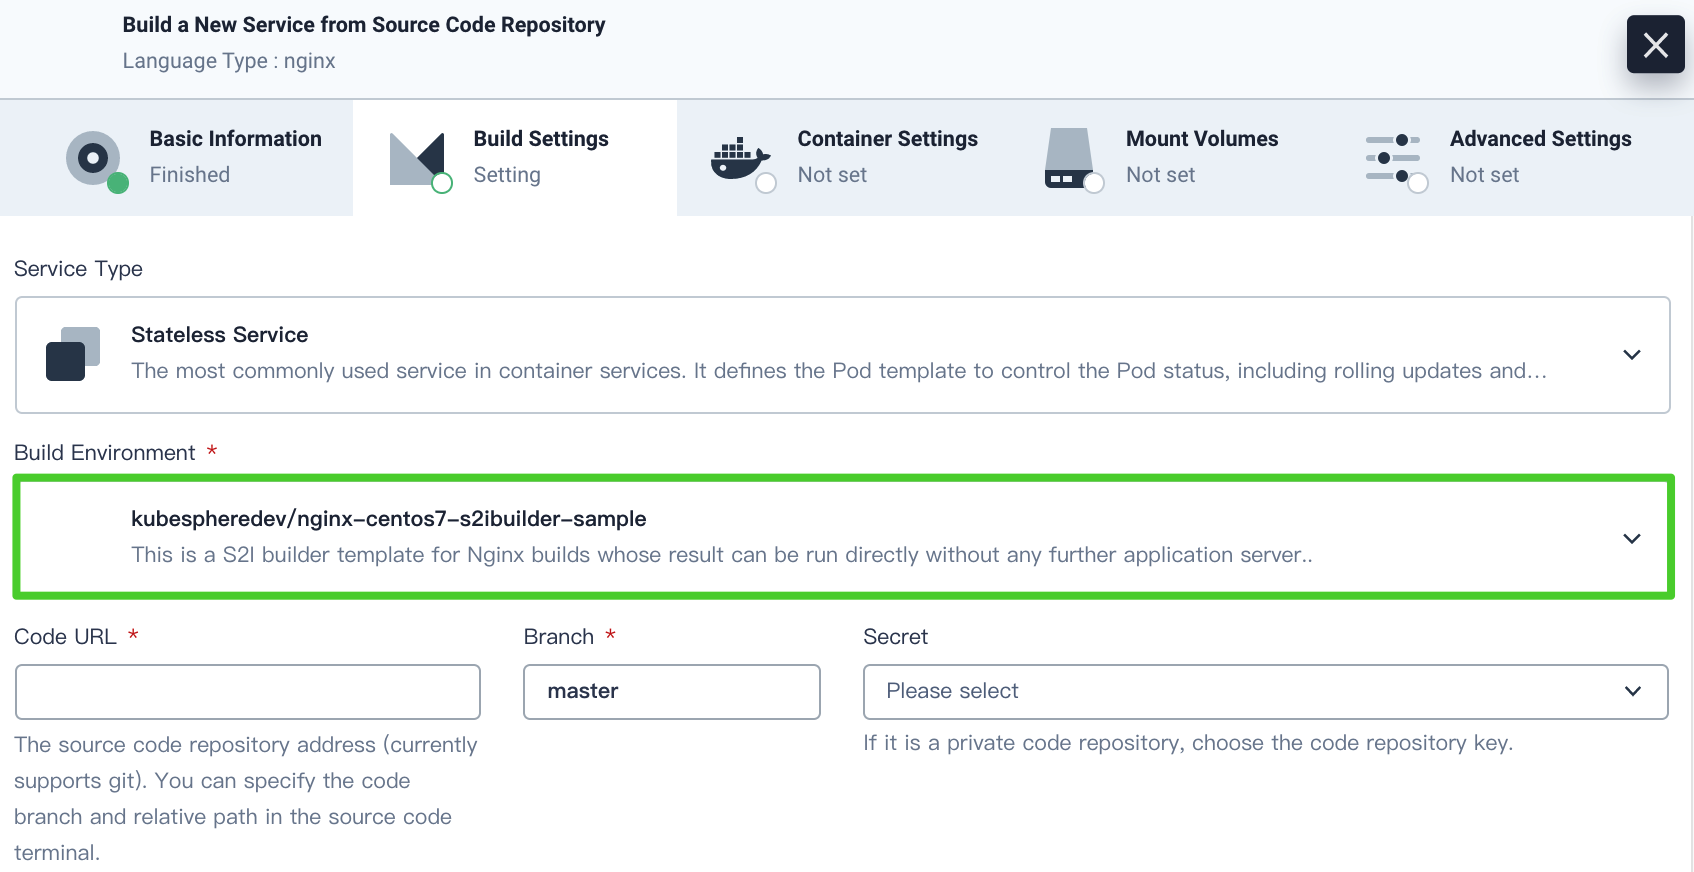 Build a New Service from Source Code Repository
Language Type : nginx
Basic Information
Finished
Build Settings
Setting
Container Settings
Not set
Mount Volumes
Not set
Advanced Settings
Not set
Service Type
Stateless Service
The most commonly used service in container services. It defines the Pod template to control the Pod status, including rolling updates and...
Build Environment *
kubespheredev/nginx-centos7-s2ibuilder-sample
This is a S2I builder template for Nginx builds whose result can be run directly without any further application server..
Code URL *
Branch *
Secret
master
Please select
The source code repository address (currently
supports git). You can specify the code
branch and relative path in the source code
terminal.
If it is a private code repository, choose the code repository key.